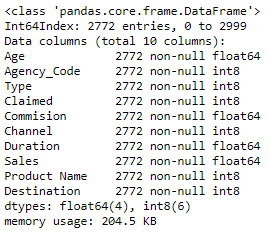 <class 'pandas.core.frame.DataFrame'>
Int64Index: 2772 entries, 0 to 2999
Data columns (total 10 columns):
Age             2772 non-null float64
Agency_Code     2772 non-null int8
Type            2772 non-null int8
Claimed         2772 non-null int8
Commision       2772 non-null float64
Channel         2772 non-null int8
Duration        2772 non-null float64
Sales           2772 non-null float64
Product Name    2772 non-null int8
Destination     2772 non-null int8
dtypes: float64(4), int8(6)
memory usage: 204.5 KB